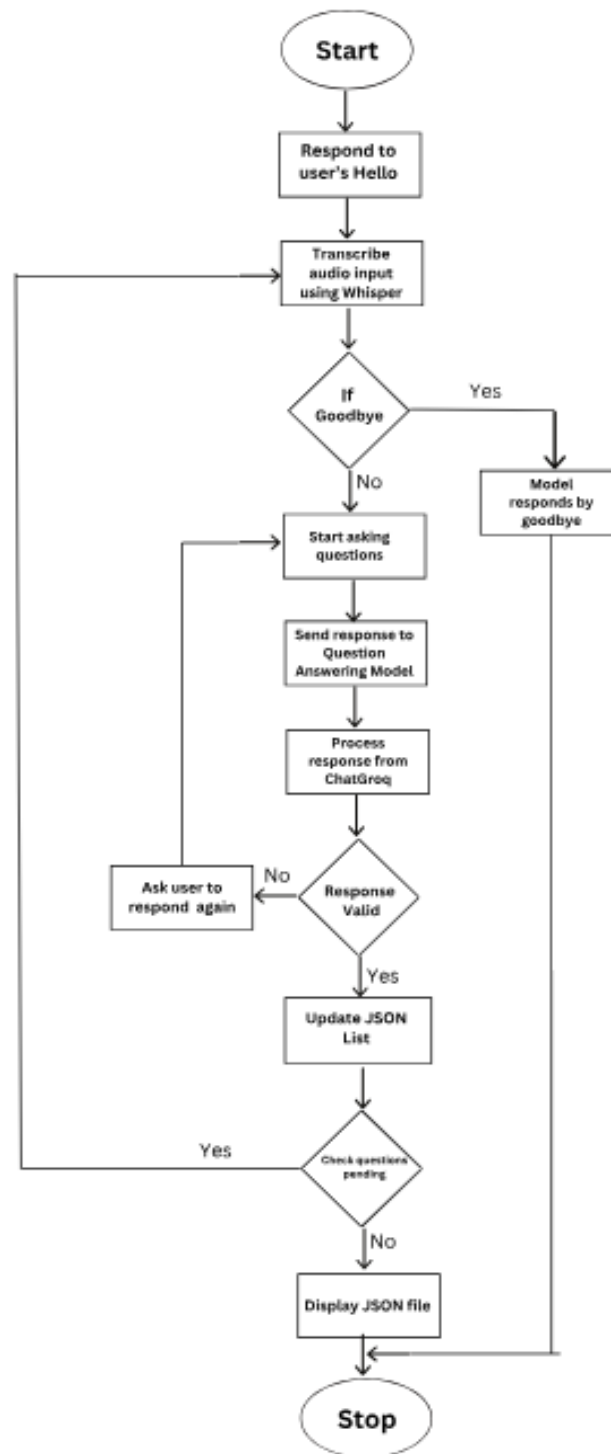 Start
Respond to
user's Hello
Transcribe
audio input
using Whisper
If
Goodbye
Yes
No
Model
responds by
goodbye
Start asking
questions
Send response to
Question
Answering Model
Process
response from
ChatGroq
Response
Valid
No
Ask user to
respond again
Yes
Update JSON
List
Check questions
pending
Yes
No
Display JSON file
Stop